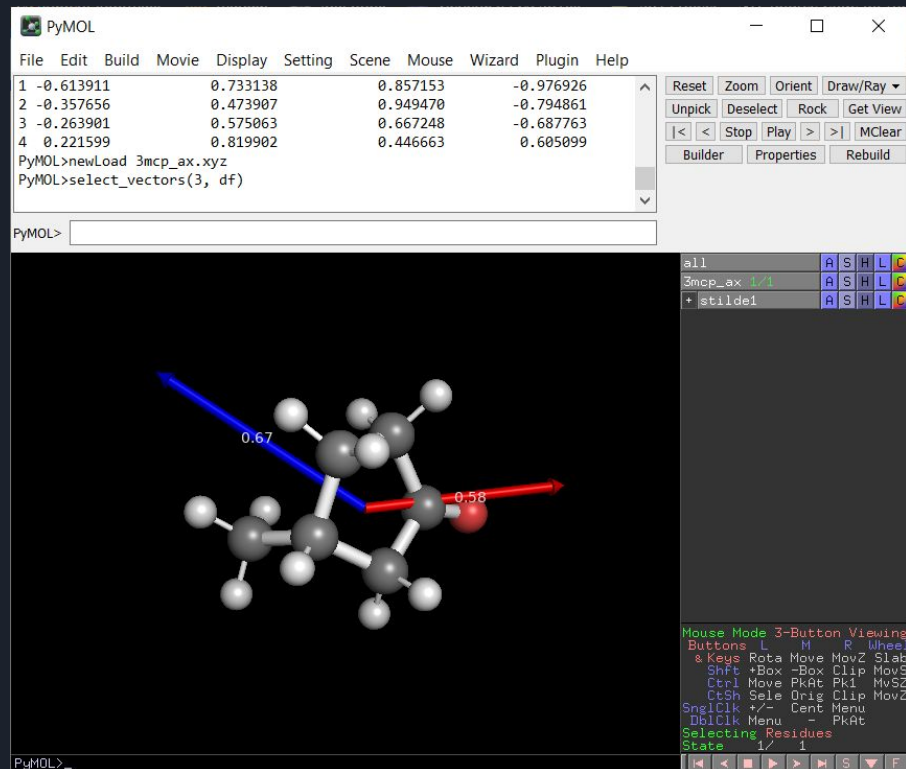 PyMOL
File Edit Build Movie Display Setting Scene Mouse Wizard Plugin Help
1 -0.613911 0.733138 0.857153 -0.976926
2 -0.357656 0.473907 0.949470 -0.794861
3 -0.263901 0.575063 0.667248 -0.687763
4 0.221599 0.819902 0.446663 0.605099
PyMOL>newLoad 3mcp_ax.xyz
PyMOL>select_vectors(3, df)
PyMOL>
Reset Zoom Orient Draw/Ray
Unpick Deselect Rock Get View
|< < Stop Play > >| MClear
Builder Properties Rebuild
0.67
0.58
all A S H L C
3mcp_ax 1/1 A S H L C
+ stilde1 A S H L C
Mouse Mode 3-Button Viewing
Buttons L M R Wheel
& Keys Rota Move MovZ Slab
Shft +Box -Box Clip MovS
Ctrl Move PkAt Pk1 MvSZ
CtSh Sele Orig Clip MovZ
SnglClk +/- Cent Menu
DblClk Menu - PkAt
Selecting Residues
State 1/ 1
PyMOL>_
S F